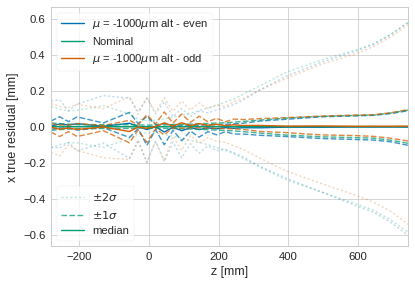 0.6
0.4
0.2
0.0
−0.2
−0.4
−0.6
x true residual [mm]
μ = -1000μm alt - even
Nominal
μ = -1000μm alt - odd
±2σ
±1σ
median
−200
0
200
400
600
z [mm]